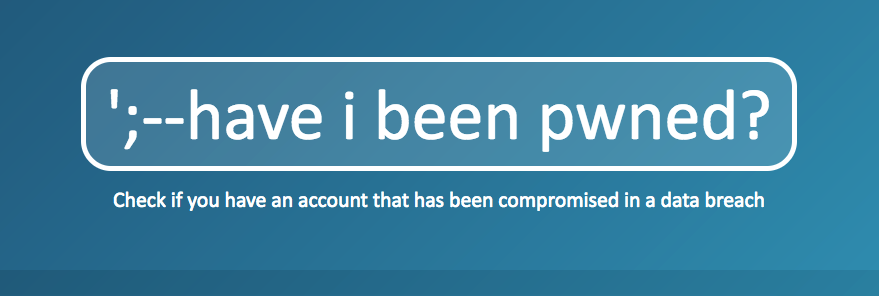 ';--have i been pwned?
Check if you have an account that has been compromised in a data breach